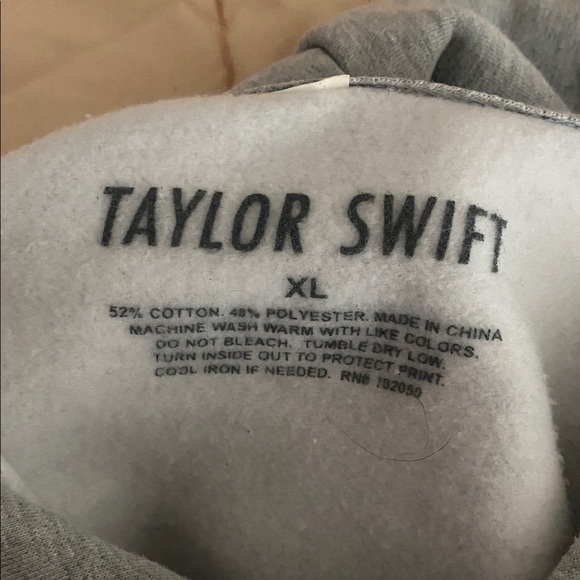 TAYLOR SWIFT
XL
52% COTTON. 48% POLYESTER. MADE IN CHINA
MACHINE WASH WARM WITH LIKE COLORS.
DO NOT BLEACH. TUMBLE DRY LOW.
TURN INSIDE OUT TO PROTECT PRINT.
COOL IRON IF NEEDED. RN# 102050